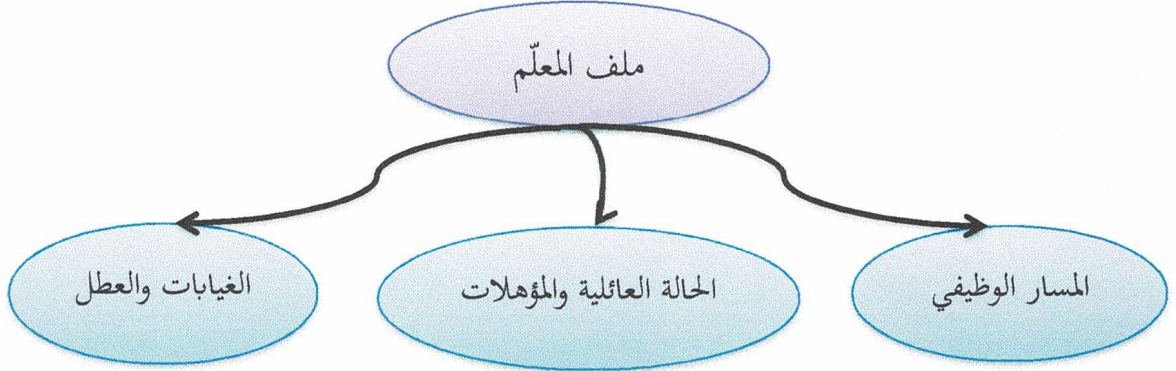 ملف المعلّم
المسار الوظيفي
الحالة العائلية والمؤهلات
الغيابات والعطل